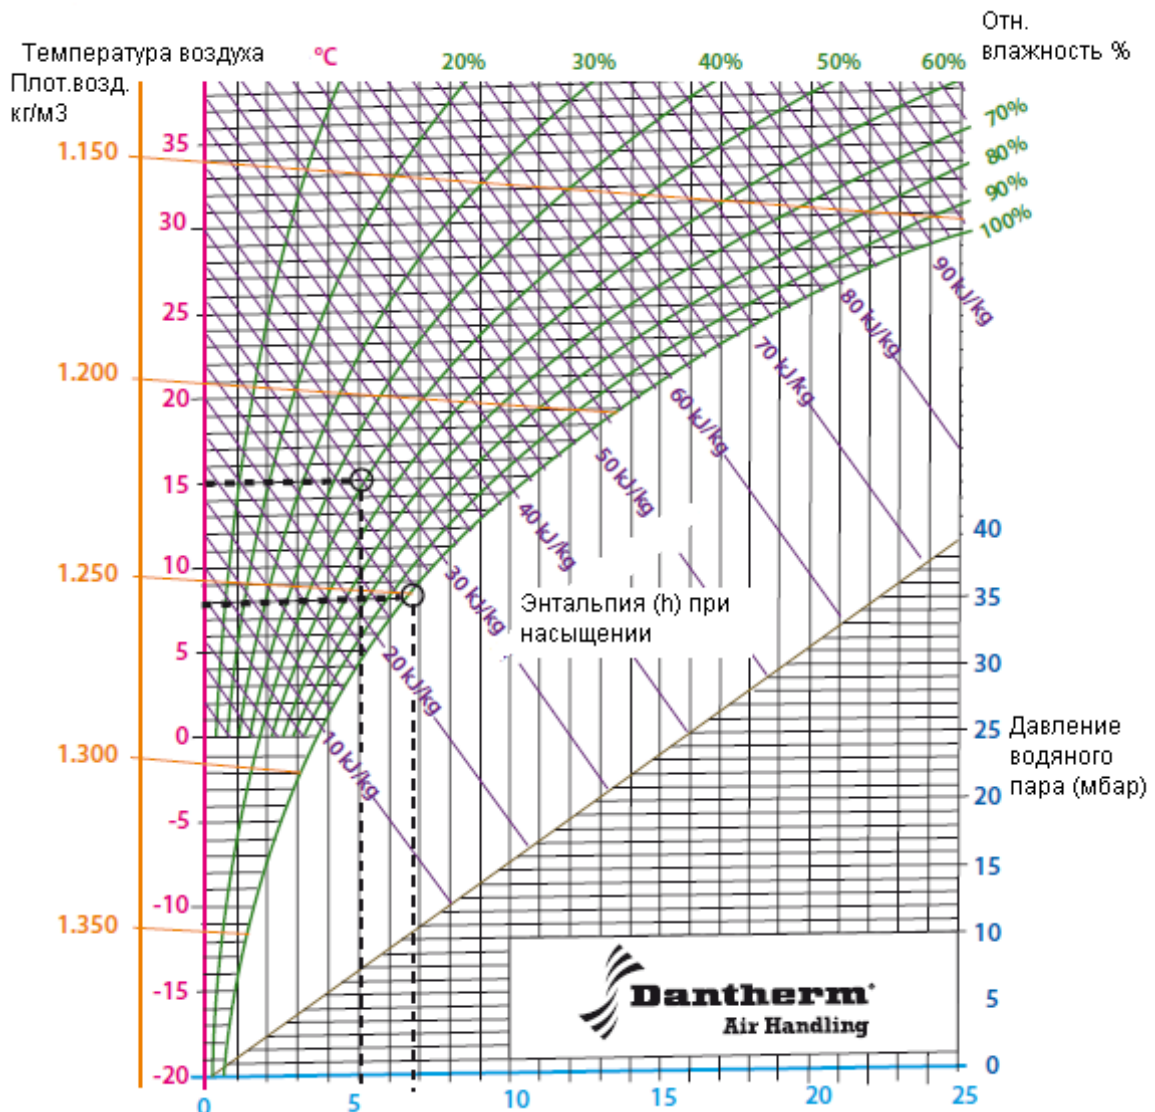 Отн.
влажность %
Температура воздуха °C
Плот.возд.
кг/м3
20% 30% 40% 50% 60%
70%
80%
90%
100%
1.150
1.200
1.250
1.300
1.350
35
30
25
20
15
10
5
0
-5
-10
-15
-20
90 kJ/kg
80 kJ/kg
70 kJ/kg
60 kJ/kg
50 kJ/kg
40 kJ/kg
30 kJ/kg
20 kJ/kg
10 kJ/kg
Энтальпия (h) при
насыщении
40
35
30
25
20
15
10
5
0
Давление
водяного
пара (мбар)
Dantherm
Air Handling
0 5 10 15 20 25